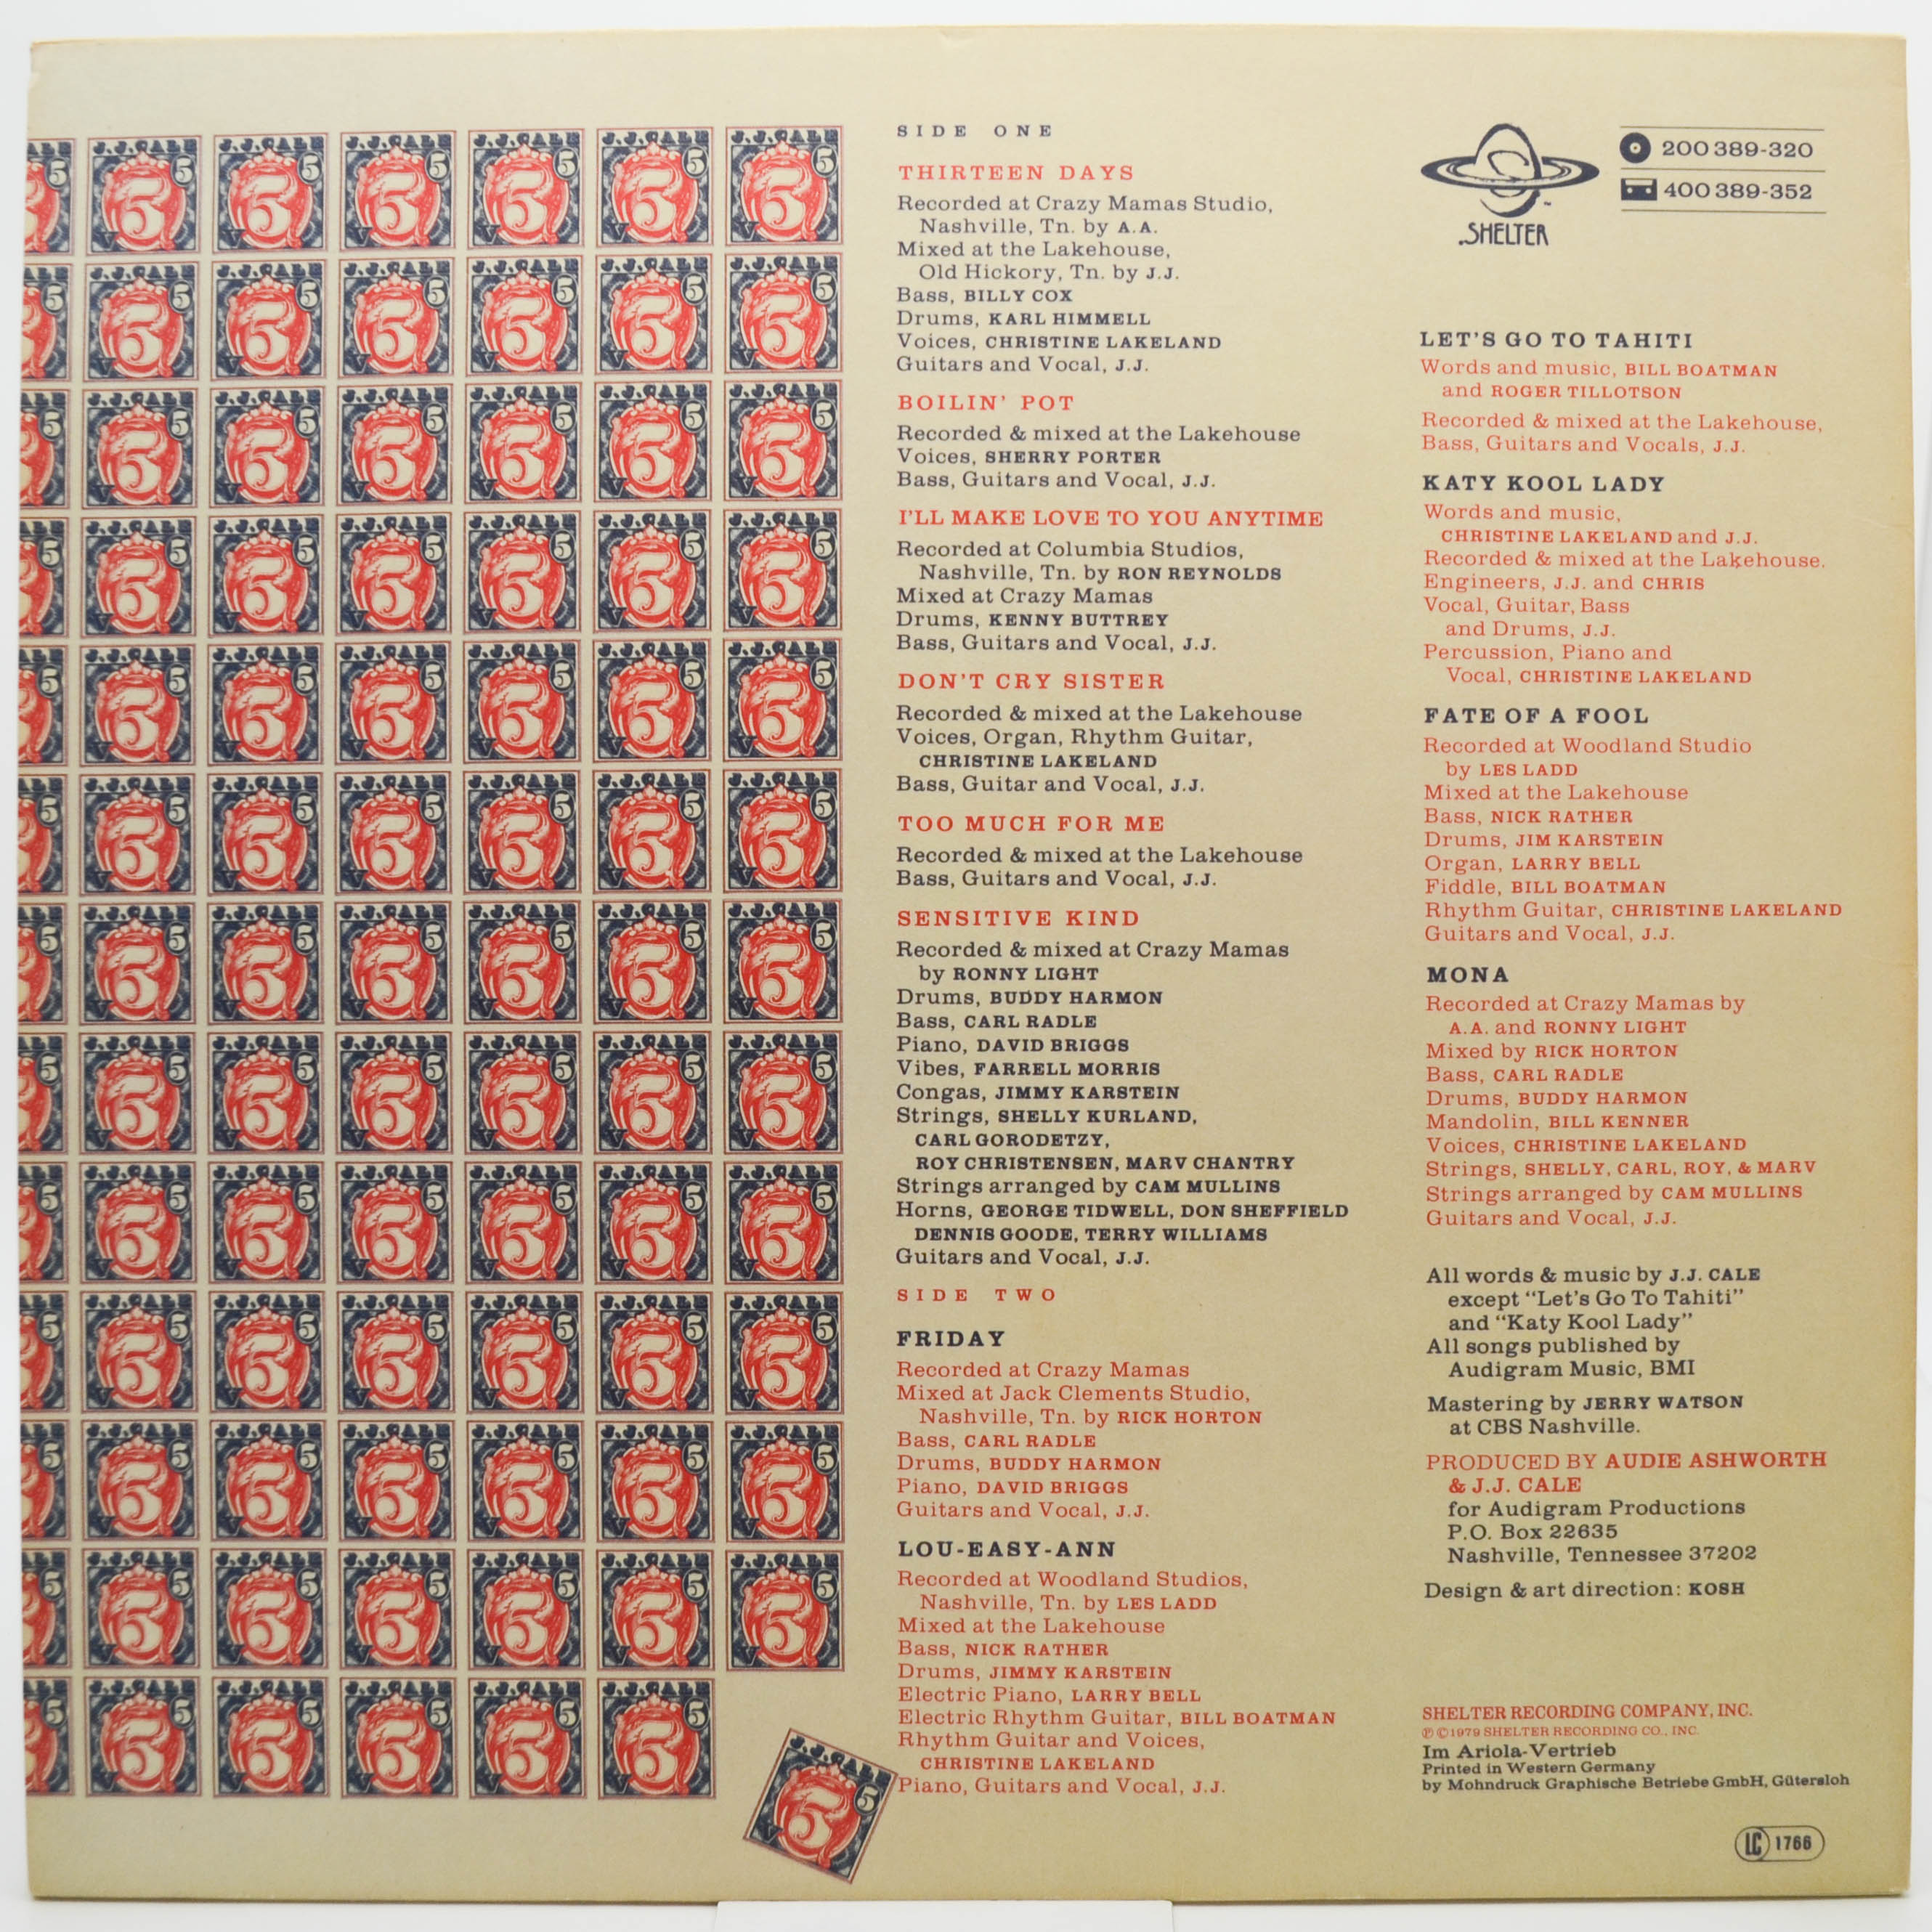 SIDE ONE
THIRTEEN DAYS
Recorded at Crazy Mamas Studio,
Nashville, Tn. by A.A.
Mixed at the Lakehouse,
Old Hickory, Tn. by J.J.
Bass, BILLY COX
Drums, KARL HIMMELL
Voices, CHRISTINE LAKELAND
Guitars and Vocal, J.J.
BOILIN' POT
Recorded & mixed at the Lakehouse
Voices, SHERRY PORTER
Bass, Guitars and Vocal, J.J.
I'LL MAKE LOVE TO YOU ANYTIME
Recorded at Columbia Studios,
Nashville, Tn. by RON REYNOLDS
Mixed at Crazy Mamas
Drums, KENNY BUTTREY
Bass, Guitars and Vocal, J.J.
DON'T CRY SISTER
Recorded & mixed at the Lakehouse
Voices, Organ, Rhythm Guitar,
CHRISTINE LAKELAND
Bass, Guitar and Vocal, J.J.
TOO MUCH FOR ME
Recorded & mixed at the Lakehouse
Bass, Guitars and Vocal, J.J.
SENSITIVE KIND
Recorded & mixed at Crazy Mamas
by RONNY LIGHT
Drums, BUDDY HARMON
Bass, CARL RADLE
Piano, DAVID BRIGGS
Vibes, FARRELL MORRIS
Congas, JIMMY KARSTEIN
Strings, SHELLY KURLAND,
CARL GORODETZY,
ROY CHRISTENSEN, MARV CHANTRY
Strings arranged by CAM MULLINS
Horns, GEORGE TIDWELL, DON SHEFFIELD
DENNIS GOODE, TERRY WILLIAMS
Guitars and Vocal, J.J.
SIDE TWO
FRIDAY
Recorded at Crazy Mamas
Mixed at Jack Clements Studio,
Nashville, Tn. by RICK HORTON
Bass, CARL RADLE
Drums, BUDDY HARMON
Piano, DAVID BRIGGS
Guitars and Vocal, J.J.
LOU-EASY-ANN
Recorded at Woodland Studios,
Nashville, Tn. by LES LADD
Mixed at the Lakehouse
Bass, NICK RATHER
Drums, JIMMY KARSTEIN
Electric Piano, LARRY BELL
Electric Rhythm Guitar, BILL BOATMAN
Rhythm Guitar and Voices,
CHRISTINE LAKELAND
Piano, Guitars and Vocal, J.J.
SHELTER
200 389-320
400 389-352
LET'S GO TO TAHITI
Words and music, BILL BOATMAN
and ROGER TILLOTSON
Recorded & mixed at the Lakehouse,
Bass, Guitars and Vocals, J.J.
KATY KOOL LADY
Words and music,
CHRISTINE LAKELAND and J.J.
Recorded & mixed at the Lakehouse.
Engineers, J.J. and CHRIS
Vocal, Guitar, Bass
and Drums, J.J.
Percussion, Piano and
Vocal, CHRISTINE LAKELAND
FATE OF A FOOL
Recorded at Woodland Studio
by LES LADD
Mixed at the Lakehouse
Bass, NICK RATHER
Drums, JIM KARSTEIN
Organ, LARRY BELL
Fiddle, BILL BOATMAN
Rhythm Guitar, CHRISTINE LAKELAND
Guitars and Vocal, J.J.
MONA
Recorded at Crazy Mamas by
A.A. and RONNY LIGHT
Mixed by RICK HORTON
Bass, CARL RADLE
Drums, BUDDY HARMON
Mandolin, BILL KENNER
Voices, CHRISTINE LAKELAND
Strings, SHELLY, CARL, ROY, & MARV
Strings arranged by CAM MULLINS
Guitars and Vocal, J.J.
All words & music by J.J. CALE
except "Let's Go To Tahiti"
and "Katy Kool Lady"
All songs published by
Audigram Music, BMI
Mastering by JERRY WATSON
at CBS Nashville.
PRODUCED BY AUDIE ASHWORTH
& J.J. CALE
for Audigram Productions
P.O. Box 22635
Nashville, Tennessee 37202
Design & art direction: KOSH
SHELTER RECORDING COMPANY, INC.
℗ © 1979 SHELTER RECORDING CO., INC.
Im Ariola-Vertrieb
Printed in Western Germany
by Mohndruck Graphische Betriebe GmbH, Gütersloh
LC 1766
J.J. CALE
5
5
V